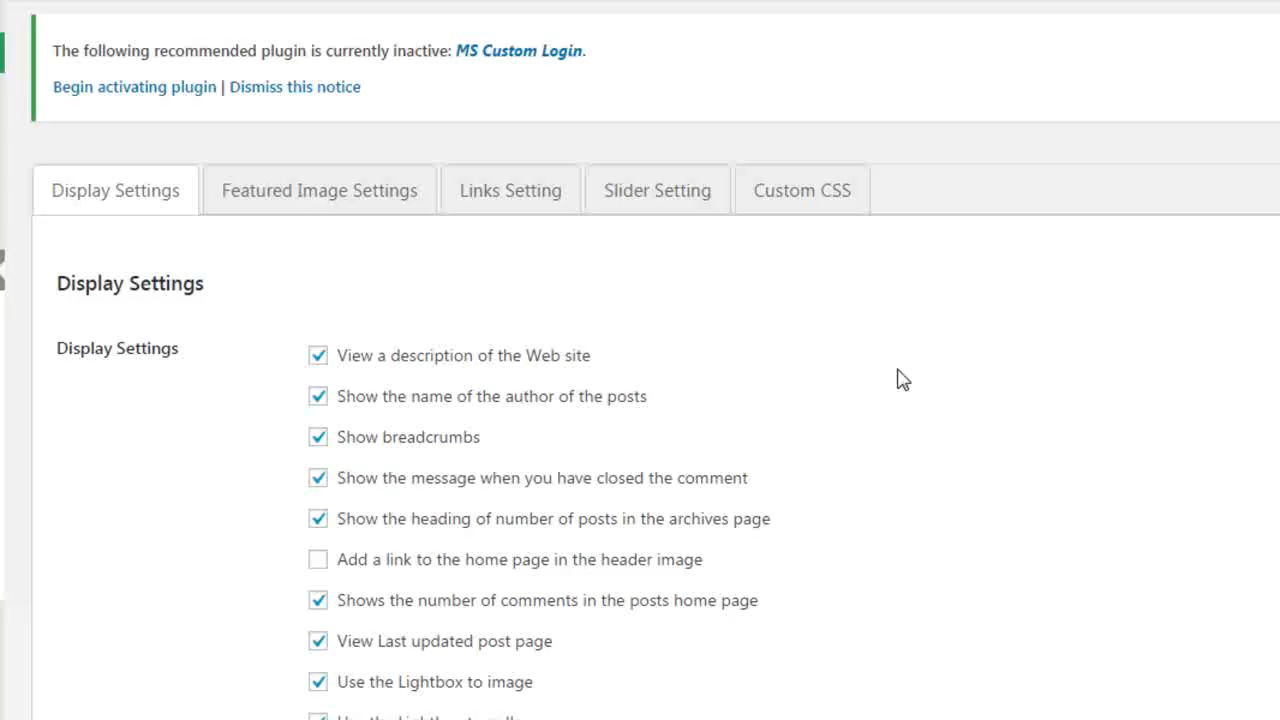 The following recommended plugin is currently inactive: MS Custom Login.
Begin activating plugin | Dismiss this notice
Display Settings Featured Image Settings Links Setting Slider Setting Custom CSS
Display Settings
Display Settings
View a description of the Web site
Show the name of the author of the posts
Show breadcrumbs
Show the message when you have closed the comment
Show the heading of number of posts in the archives page
Add a link to the home page in the header image
Shows the number of comments in the posts home page
View Last updated post page
Use the Lightbox to image